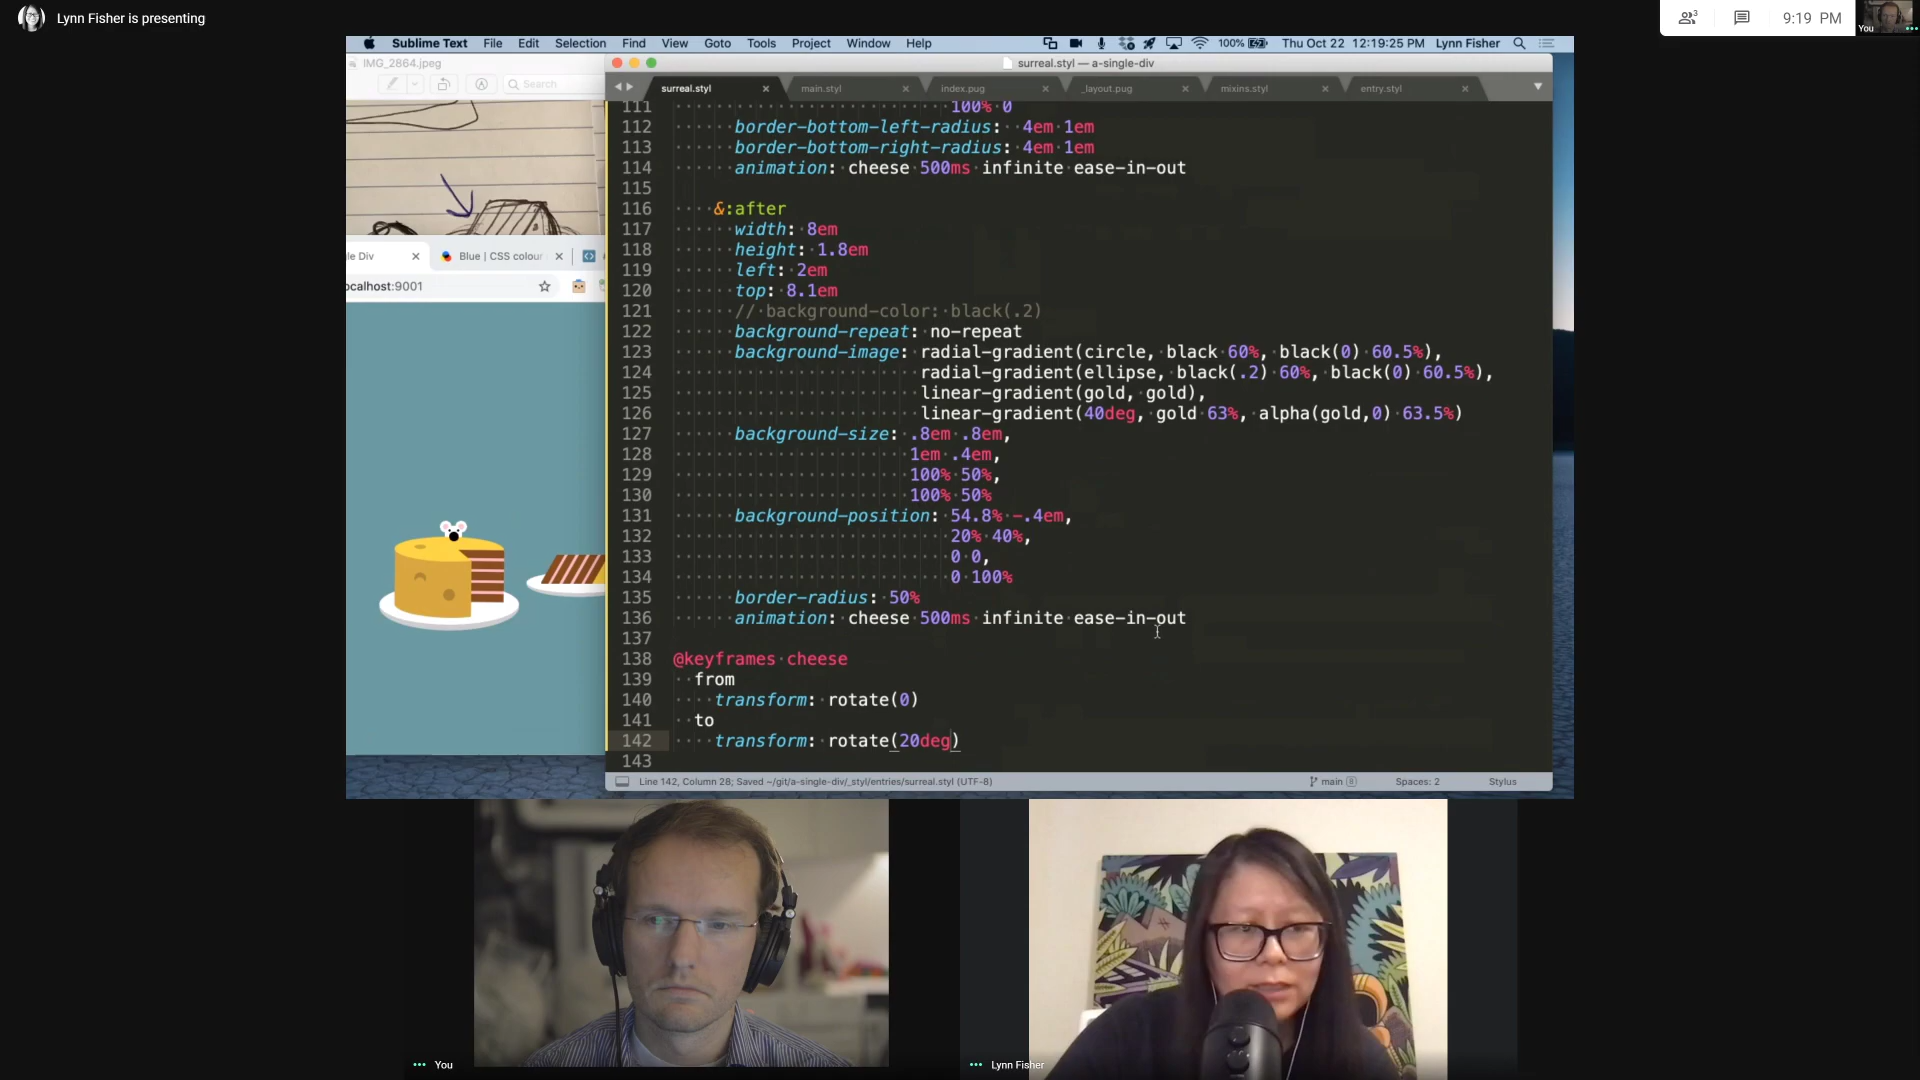 Lynn Fisher is presenting
3
9:19 PM
You
Sublime Text File Edit Selection Find View Goto Tools Project Window Help
100% Thu Oct 22 12:19:25 PM Lynn Fisher
IMG_2864.jpeg
Search
surreal.styl — a-single-div
surreal.styl main.styl index.pug _layout.pug mixins.styl entry.styl
le Div
Blue | CSS colour
ocalhost:9001
111 100% 0
112 border-bottom-left-radius: 4em 1em
113 border-bottom-right-radius: 4em 1em
114 animation: cheese 500ms infinite ease-in-out
115
116 &:after
117 width: 8em
118 height: 1.8em
119 left: 2em
120 top: 8.1em
121 // background-color: black(.2)
122 background-repeat: no-repeat
123 background-image: radial-gradient(circle, black 60%, black(0) 60.5%),
124 radial-gradient(ellipse, black(.2) 60%, black(0) 60.5%),
125 linear-gradient(gold, gold),
126 linear-gradient(40deg, gold 63%, alpha(gold,0) 63.5%)
127 background-size: .8em .8em,
128 1em .4em,
129 100% 50%,
130 100% 50%
131 background-position: 54.8% -.4em,
132 20% 40%,
133 0 0,
134 0 100%
135 border-radius: 50%
136 animation: cheese 500ms infinite ease-in-out
137
138 @keyframes cheese
139 from
140 transform: rotate(0)
141 to
142 transform: rotate(20deg)
143
Line 142, Column 28; Saved ~/git/a-single-div/_styl/entries/surreal.styl (UTF-8)
main 8
Spaces: 2
Stylus
You
Lynn Fisher